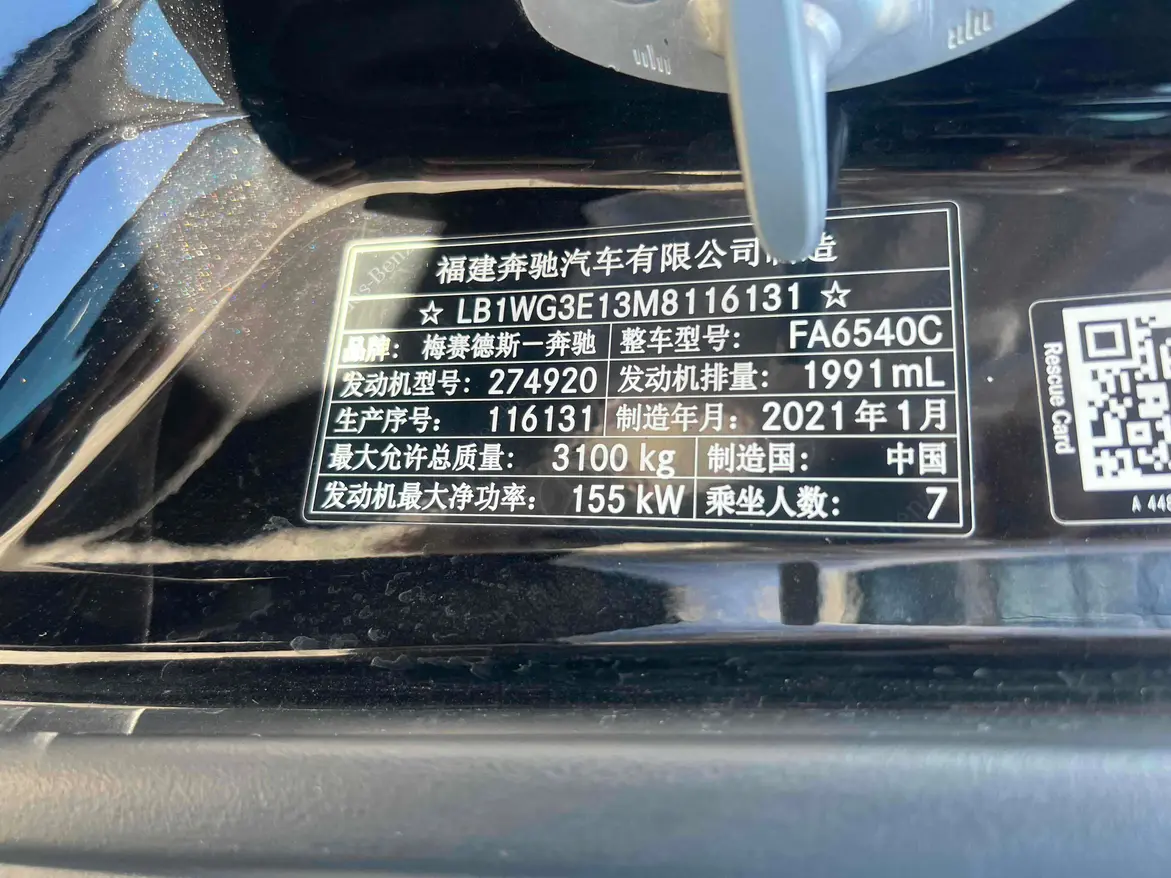 福建奔驰汽车有限公司制造
☆ LB1WG3E13M8116131 ☆
品牌: 梅赛德斯—奔驰 整车型号: FA6540C
发动机型号: 274920 发动机排量: 1991mL
生产序号: 116131 制造年月: 2021年1月
最大允许总质量: 3100 kg 制造国: 中国
发动机最大净功率: 155 kW 乘坐人数: 7
Rescue Card